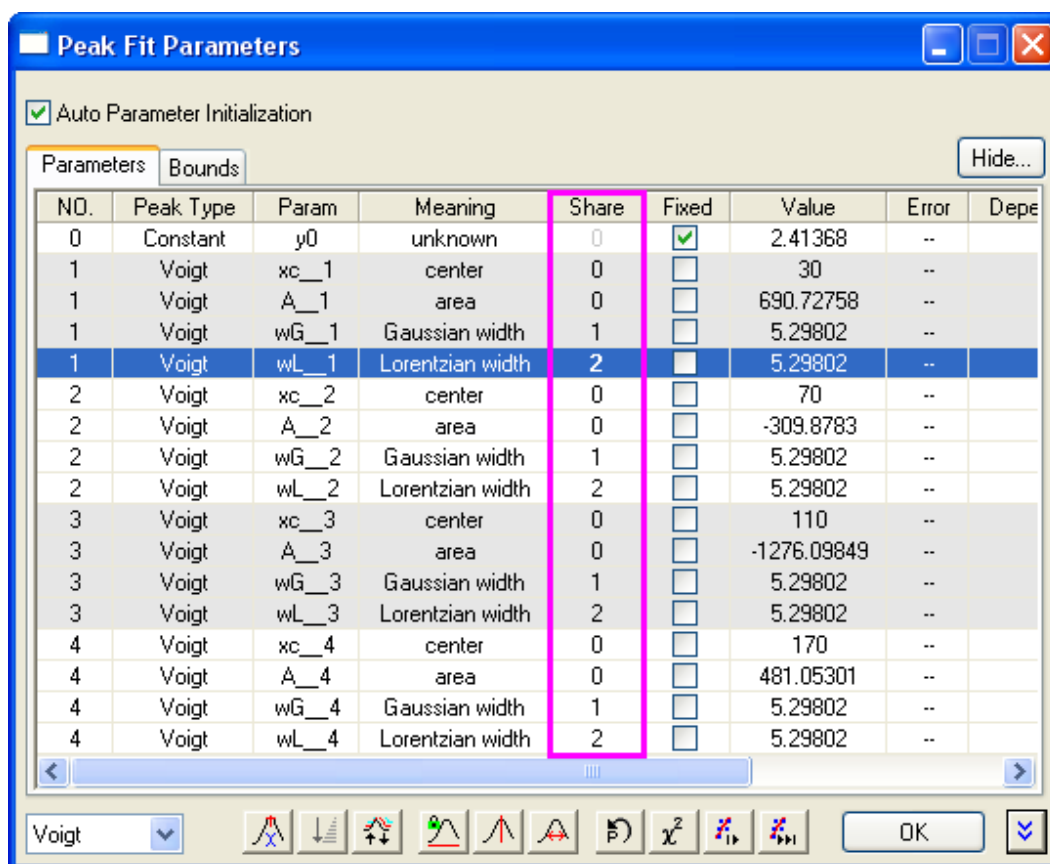 Peak Fit Parameters
Auto Parameter Initialization
Parameters Bounds Hide...
NO. Peak Type Param Meaning Share Fixed Value Error Depe
0 Constant y0 unknown 0 2.41368 --
1 Voigt xc__1 center 0 30 --
1 Voigt A__1 area 0 690.72758 --
1 Voigt wG__1 Gaussian width 1 5.29802 --
1 Voigt wL__1 Lorentzian width 2 5.29802 --
2 Voigt xc__2 center 0 70 --
2 Voigt A__2 area 0 -309.8783 --
2 Voigt wG__2 Gaussian width 1 5.29802 --
2 Voigt wL__2 Lorentzian width 2 5.29802 --
3 Voigt xc__3 center 0 110 --
3 Voigt A__3 area 0 -1276.09849 --
3 Voigt wG__3 Gaussian width 1 5.29802 --
3 Voigt wL__3 Lorentzian width 2 5.29802 --
4 Voigt xc__4 center 0 170 --
4 Voigt A__4 area 0 481.05301 --
4 Voigt wG__4 Gaussian width 1 5.29802 --
4 Voigt wL__4 Lorentzian width 2 5.29802 --
Voigt X P χ² OK